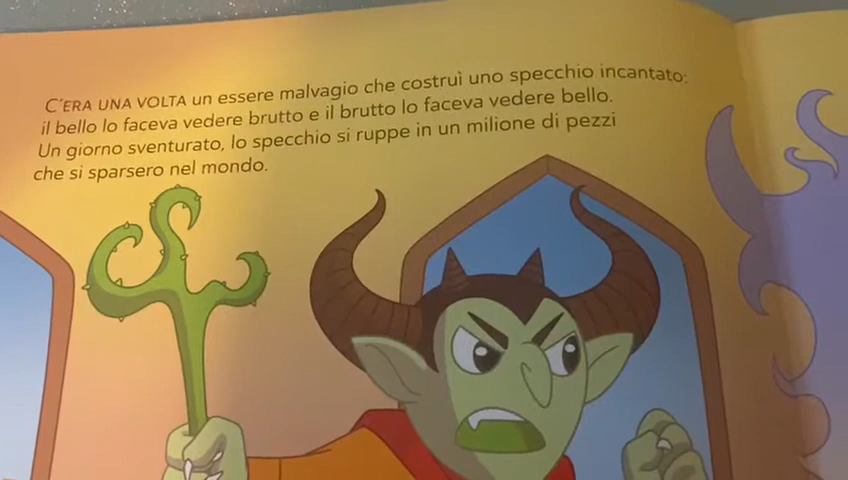 C'ERA UNA VOLTA un essere malvagio che costruì uno specchio incantato:
il bello lo faceva vedere brutto e il brutto lo faceva vedere bello.
Un giorno sventurato, lo specchio si ruppe in un milione di pezzi
che si sparsero nel mondo.